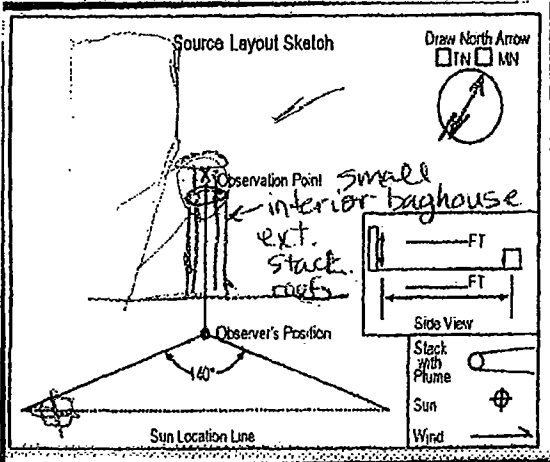 Source Layout Sketch
Draw North Arrow
TN MN
X Observation Point
small
interior baghouse
ext.
stack.
roof
FT
FT
Side View
Observer's Position
140°
Sun Location Line
Stack
with
Plume
Sun
Wind